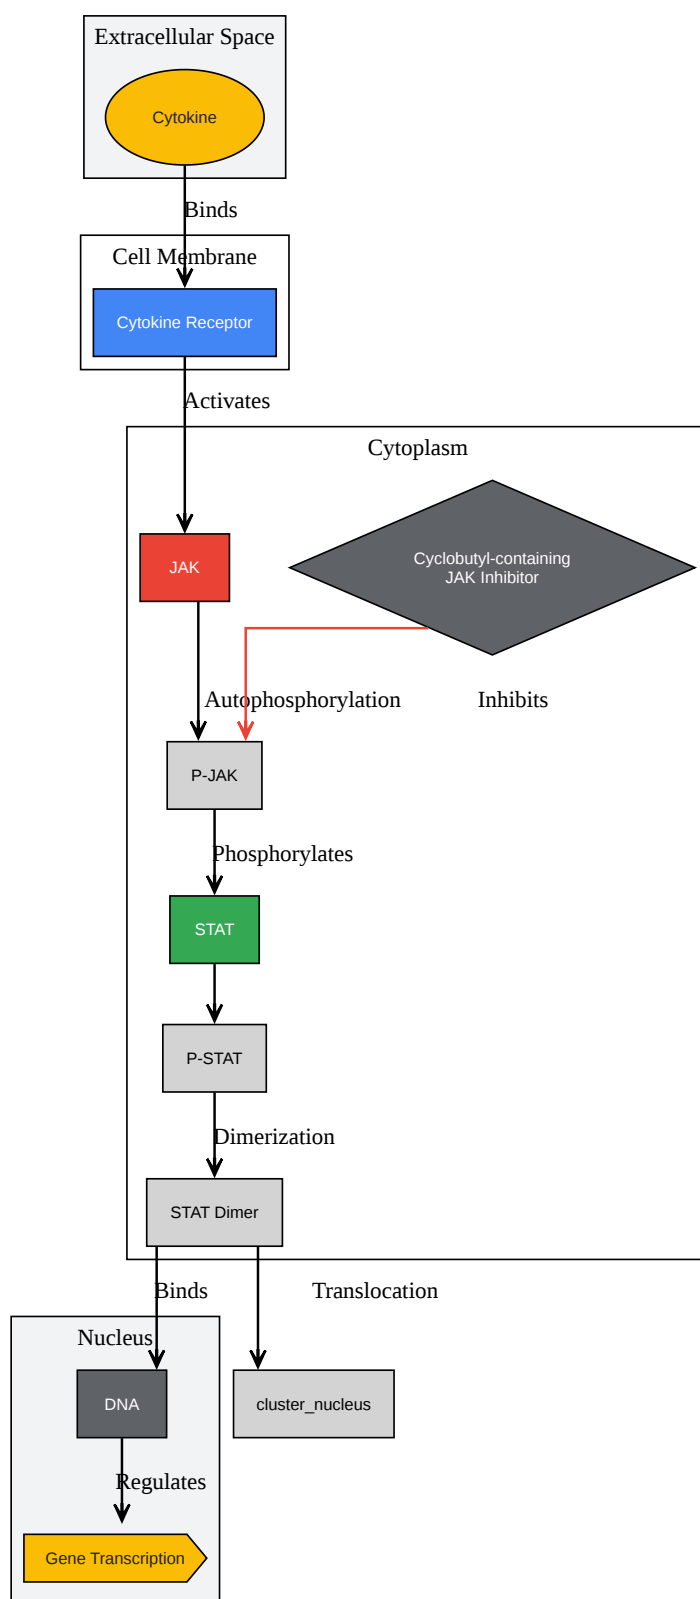 Extracellular Space
Cytokine
Binds
Cell Membrane
Cytokine Receptor
Activates
Cytoplasm
Cyclobutyl-containing
JAK Inhibitor
JAK
Autophosphorylation
Inhibits
P-JAK
Phosphorylates
STAT
P-STAT
Dimerization
STAT Dimer
Binds
Translocation
Nucleus
DNA
cluster_nucleus
Regulates
Gene Transcription